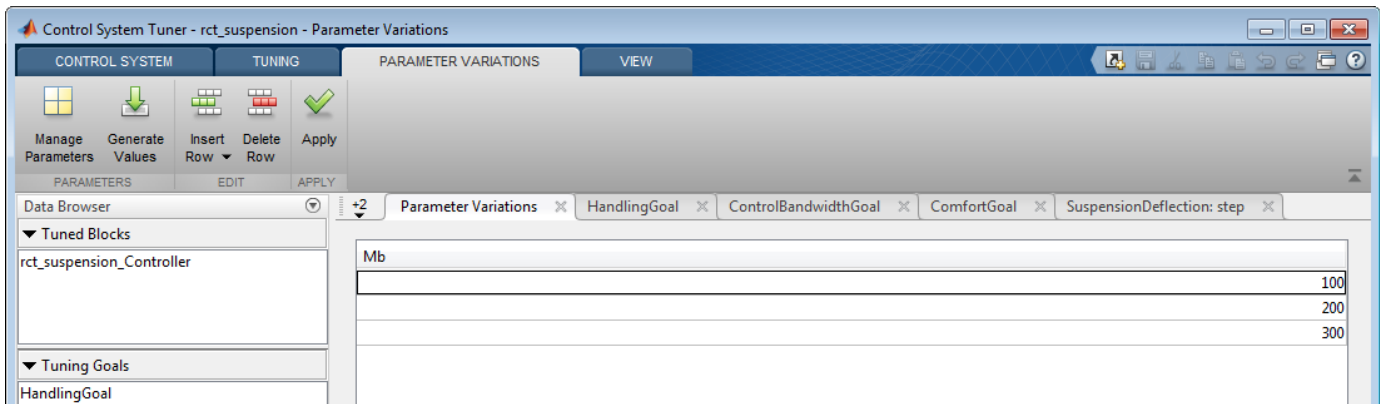 Control System Tuner - rct_suspension - Parameter Variations
CONTROL SYSTEM TUNING PARAMETER VARIATIONS VIEW
Manage Parameters
Generate Values
Insert Row
Delete Row
Apply
PARAMETERS EDIT APPLY
Data Browser
+2 Parameter Variations HandlingGoal ControlBandwidthGoal ComfortGoal SuspensionDeflection: step
Tuned Blocks
rct_suspension_Controller
Mb
100
200
300
Tuning Goals
HandlingGoal